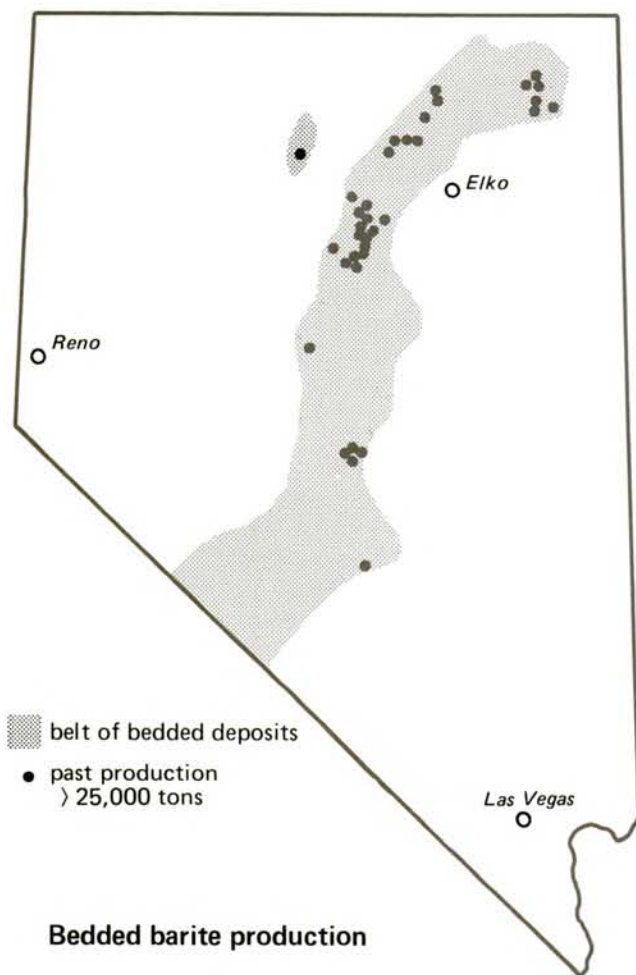 Elko
Reno
belt of bedded deposits
past production
> 25,000 tons
Las Vegas
Bedded barite production